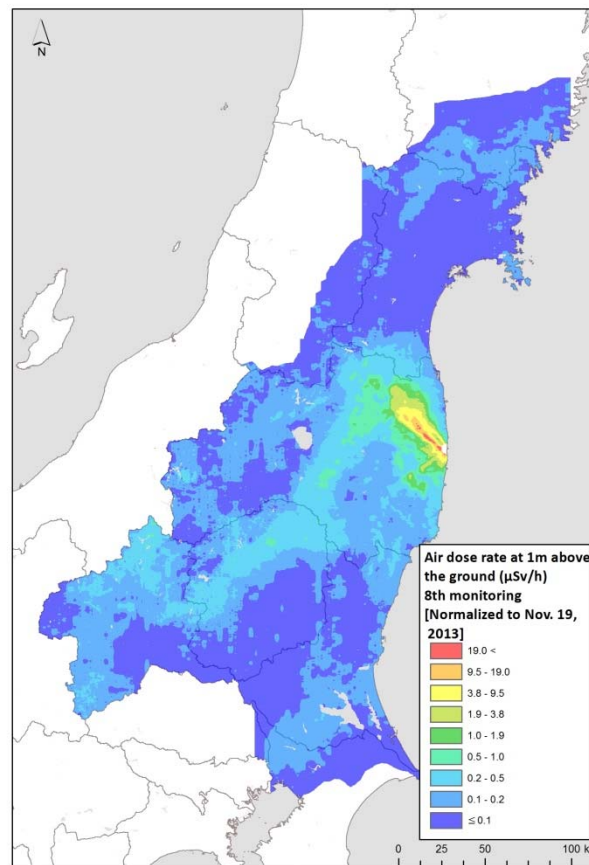 N
Air dose rate at 1m above
the ground (μSv/h)
8th monitoring
[Normalized to Nov. 19,
2013]
19.0 <
9.5 - 19.0
3.8 - 9.5
1.9 - 3.8
1.0 - 1.9
0.5 - 1.0
0.2 - 0.5
0.1 - 0.2
≤ 0.1
0 25 50 100 k